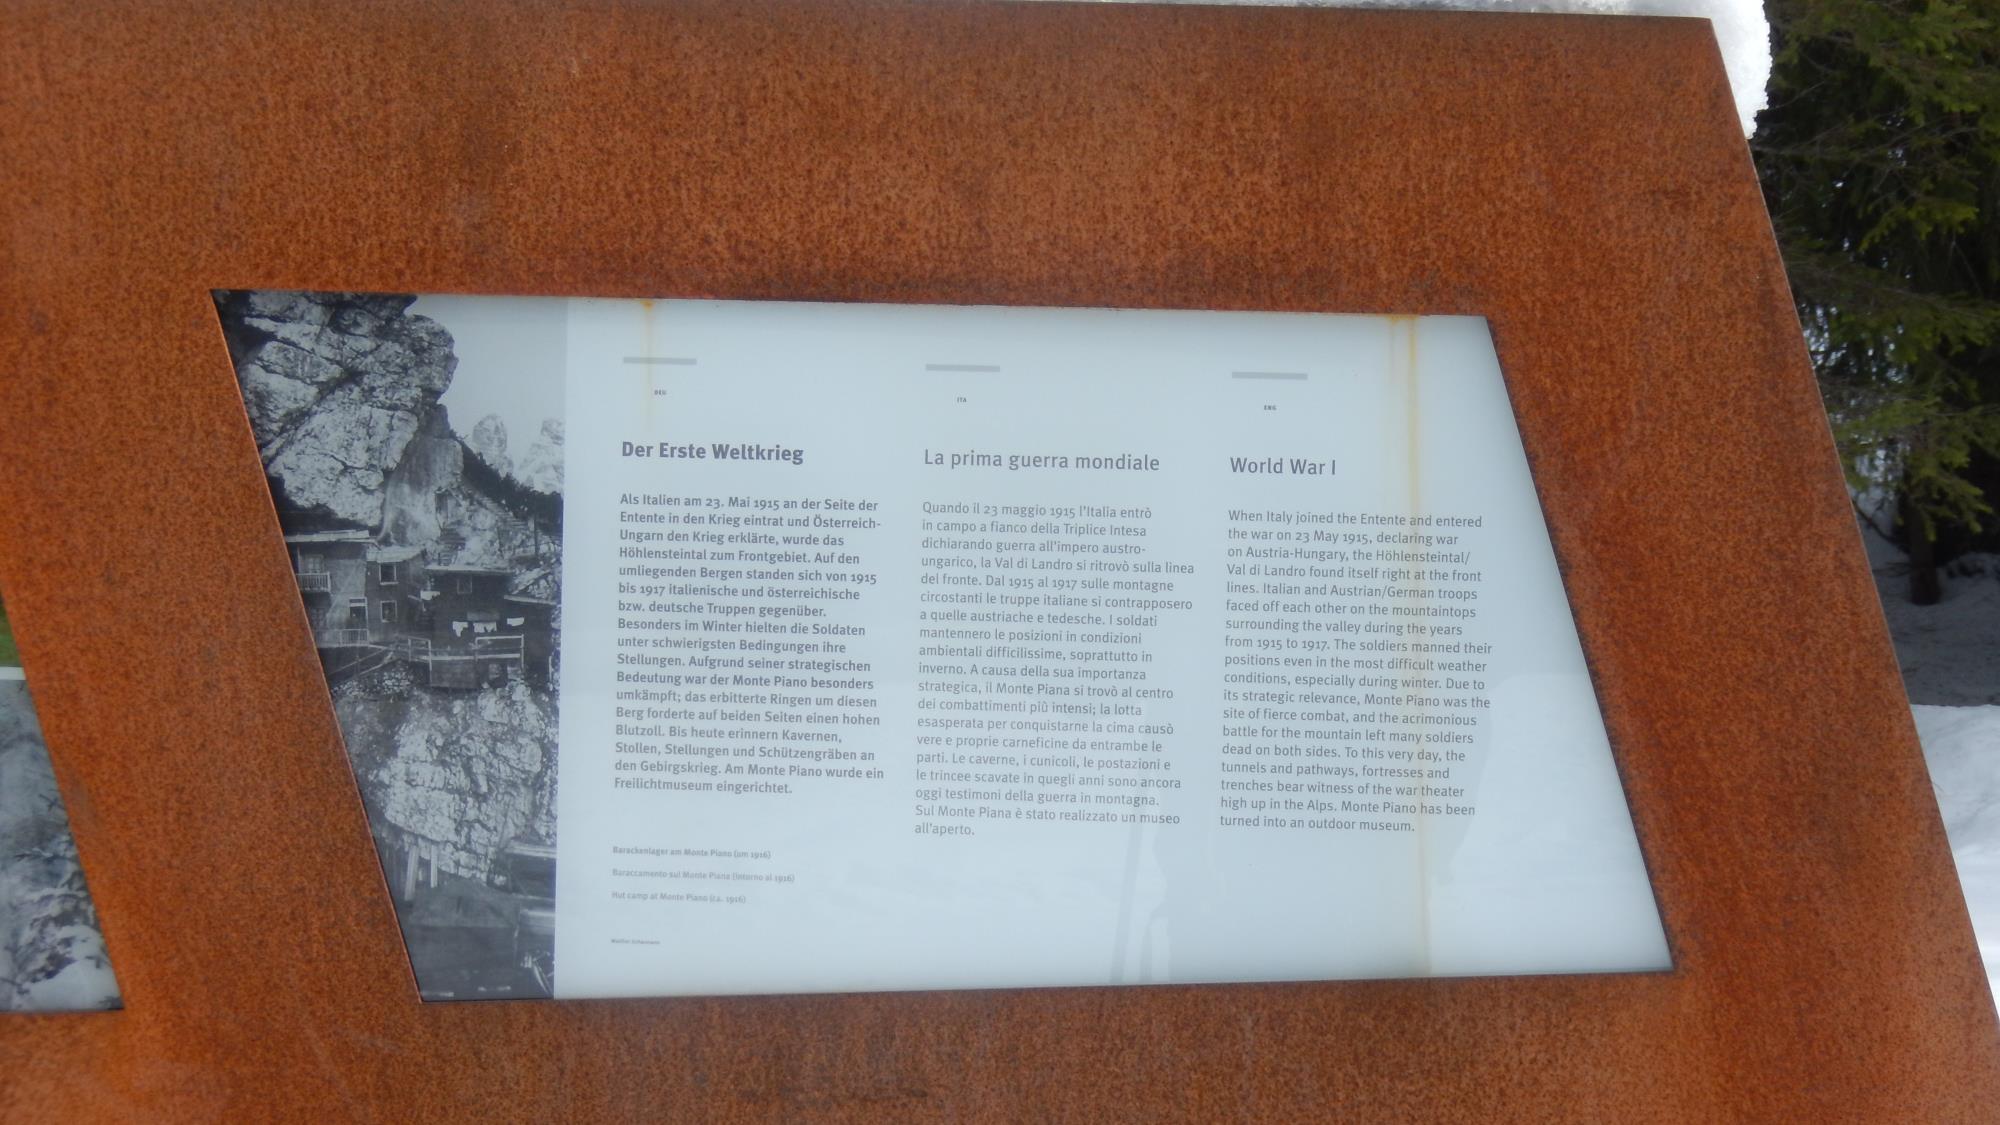 DEU
Der Erste Weltkrieg
Als Italien am 23. Mai 1915 an der Seite der
Entente in den Krieg eintrat und Österreich-
Ungarn den Krieg erklärte, wurde das
Höhlensteintal zum Frontgebiet. Auf den
umliegenden Bergen standen sich von 1915
bis 1917 italienische und österreichische
bzw. deutsche Truppen gegenüber.
Besonders im Winter hielten die Soldaten
unter schwierigsten Bedingungen ihre
Stellungen. Aufgrund seiner strategischen
Bedeutung war der Monte Piano besonders
umkämpft; das erbitterte Ringen um diesen
Berg forderte auf beiden Seiten einen hohen
Blutzoll. Bis heute erinnern Kavernen,
Stollen, Stellungen und Schützengräben an
den Gebirgskrieg. Am Monte Piano wurde ein
Freilichtmuseum eingerichtet.
Barackenlager am Monte Piano (um 1916)
Baraccamento sul Monte Piana (intorno al 1916)
Hut camp at Monte Piano (ca. 1916)
ITA
La prima guerra mondiale
Quando il 23 maggio 1915 l'Italia entrò
in campo a fianco della Triplice Intesa
dichiarando guerra all'impero austro-
ungarico, la Val di Landro si ritrovò sulla linea
del fronte. Dal 1915 al 1917 sulle montagne
circostanti le truppe italiane si contrapposero
a quelle austriache e tedesche. I soldati
mantennero le posizioni in condizioni
ambientali difficilissime, soprattutto in
inverno. A causa della sua importanza
strategica, il Monte Piana si trovò al centro
dei combattimenti più intensi; la lotta
esasperata per conquistarne la cima causò
vere e proprie carneficine da entrambe le
parti. Le caverne, i cunicoli, le postazioni e
le trincee scavate in quegli anni sono ancora
oggi testimoni della guerra in montagna.
Sul Monte Piana è stato realizzato un museo
all'aperto.
ENG
World War I
When Italy joined the Entente and entered
the war on 23 May 1915, declaring war
on Austria-Hungary, the Höhlensteintal/
Val di Landro found itself right at the front
lines. Italian and Austrian/German troops
faced off each other on the mountaintops
surrounding the valley during the years
from 1915 to 1917. The soldiers manned their
positions even in the most difficult weather
conditions, especially during winter. Due to
its strategic relevance, Monte Piano was the
site of fierce combat, and the acrimonious
battle for the mountain left many soldiers
dead on both sides. To this very day, the
tunnels and pathways, fortresses and
trenches bear witness of the war theater
high up in the Alps. Monte Piano has been
turned into an outdoor museum.